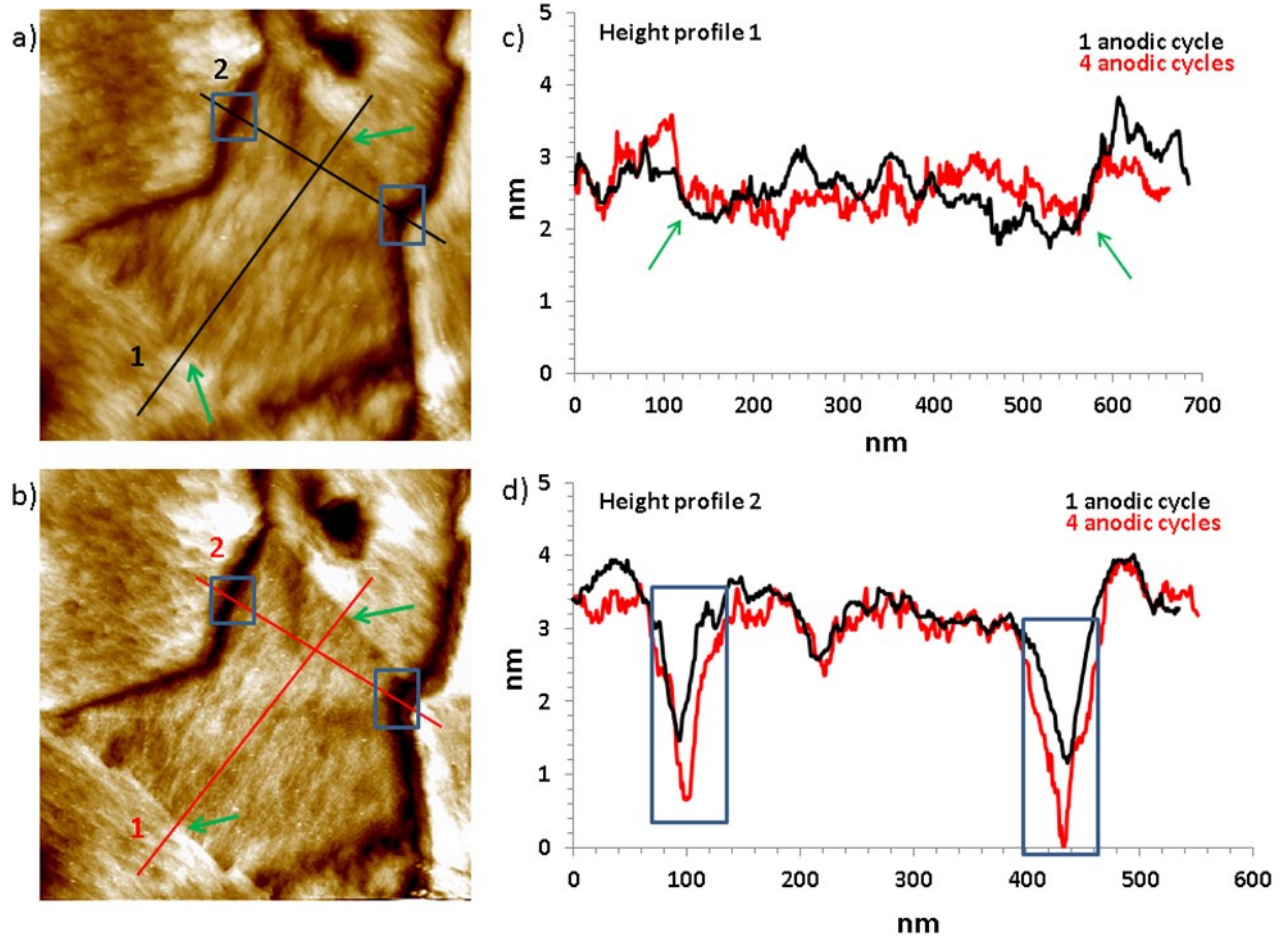 a)
2
1
c)
Height profile 1
1 anodic cycle
4 anodic cycles
5
4
3
2
1
0
nm
0 100 200 300 400 500 600 700
nm
b)
2
1
d)
Height profile 2
1 anodic cycle
4 anodic cycles
5
4
3
2
1
0
nm
0 100 200 300 400 500 600
nm